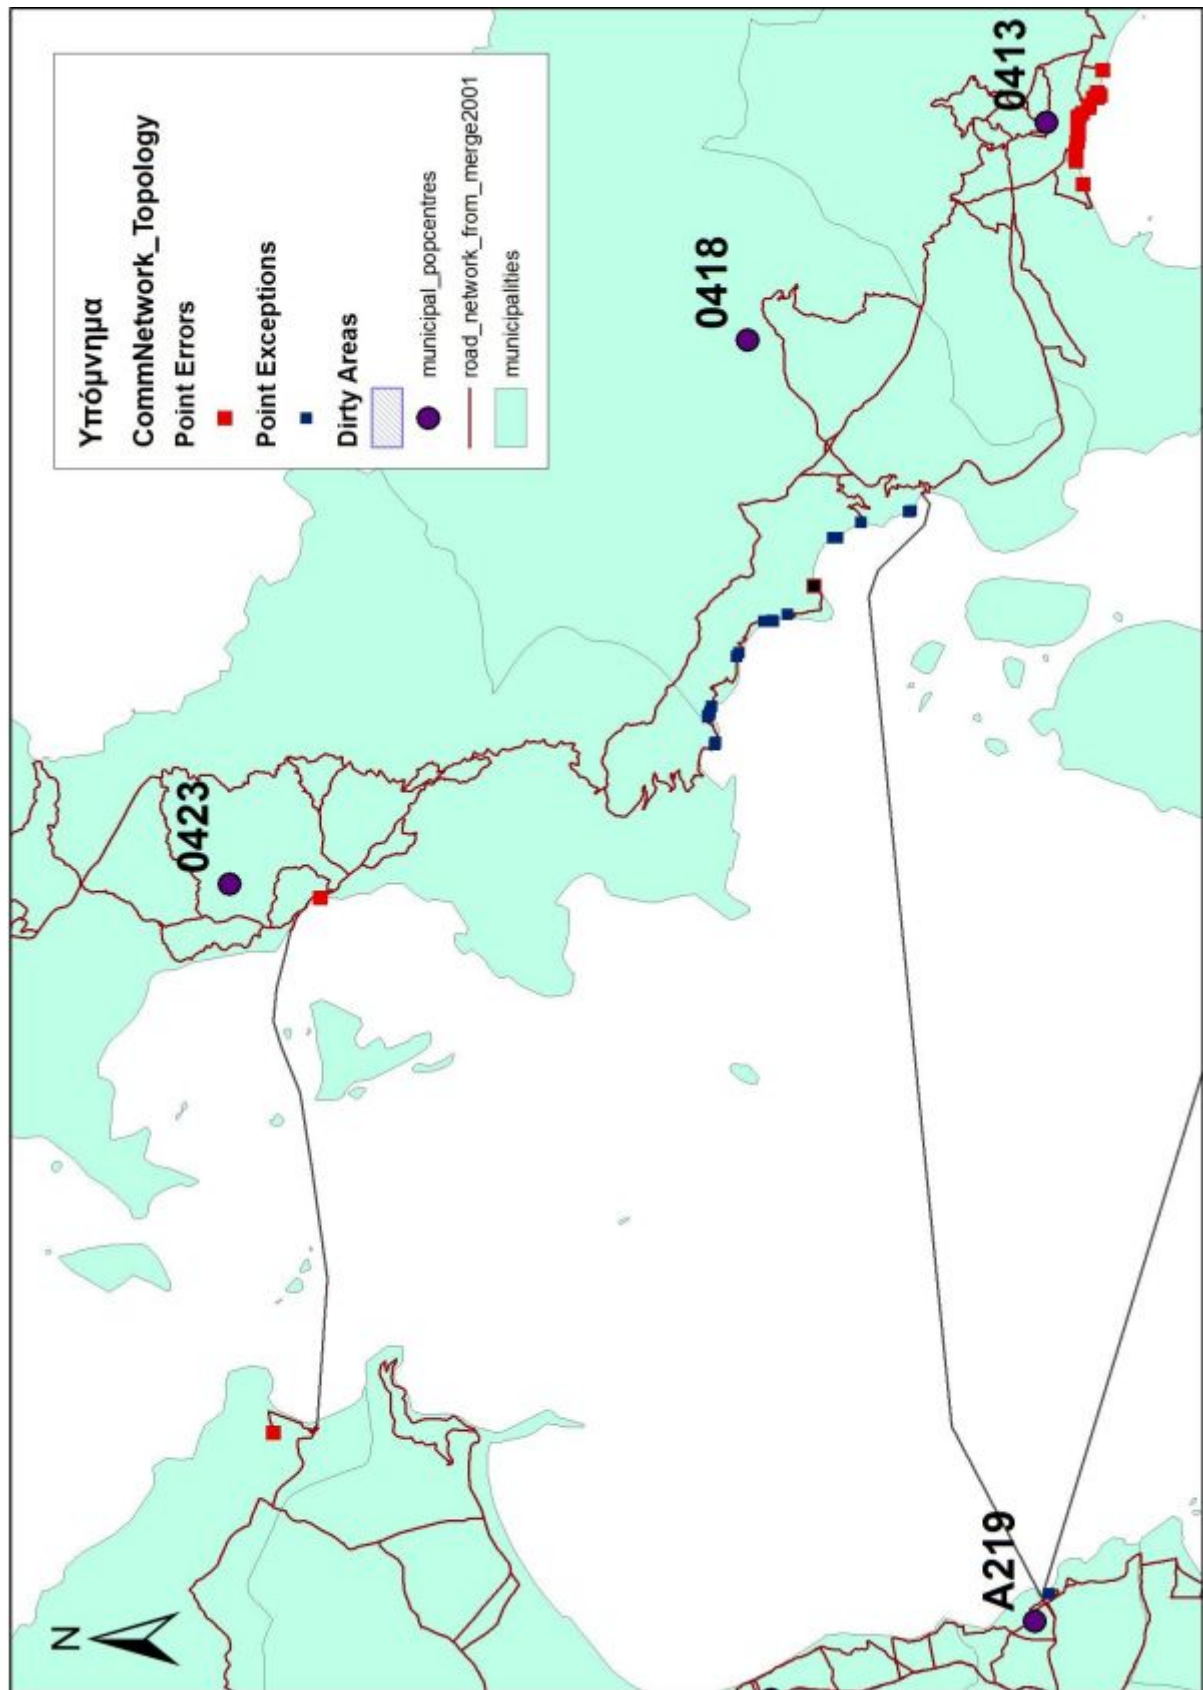 Υπόμνημα
CommNetwork_Topology
Point Errors
Point Exceptions
Dirty Areas
municipal_popcentres
road_network_from_merge2001
municipalities
0413
0418
0423
A219
N